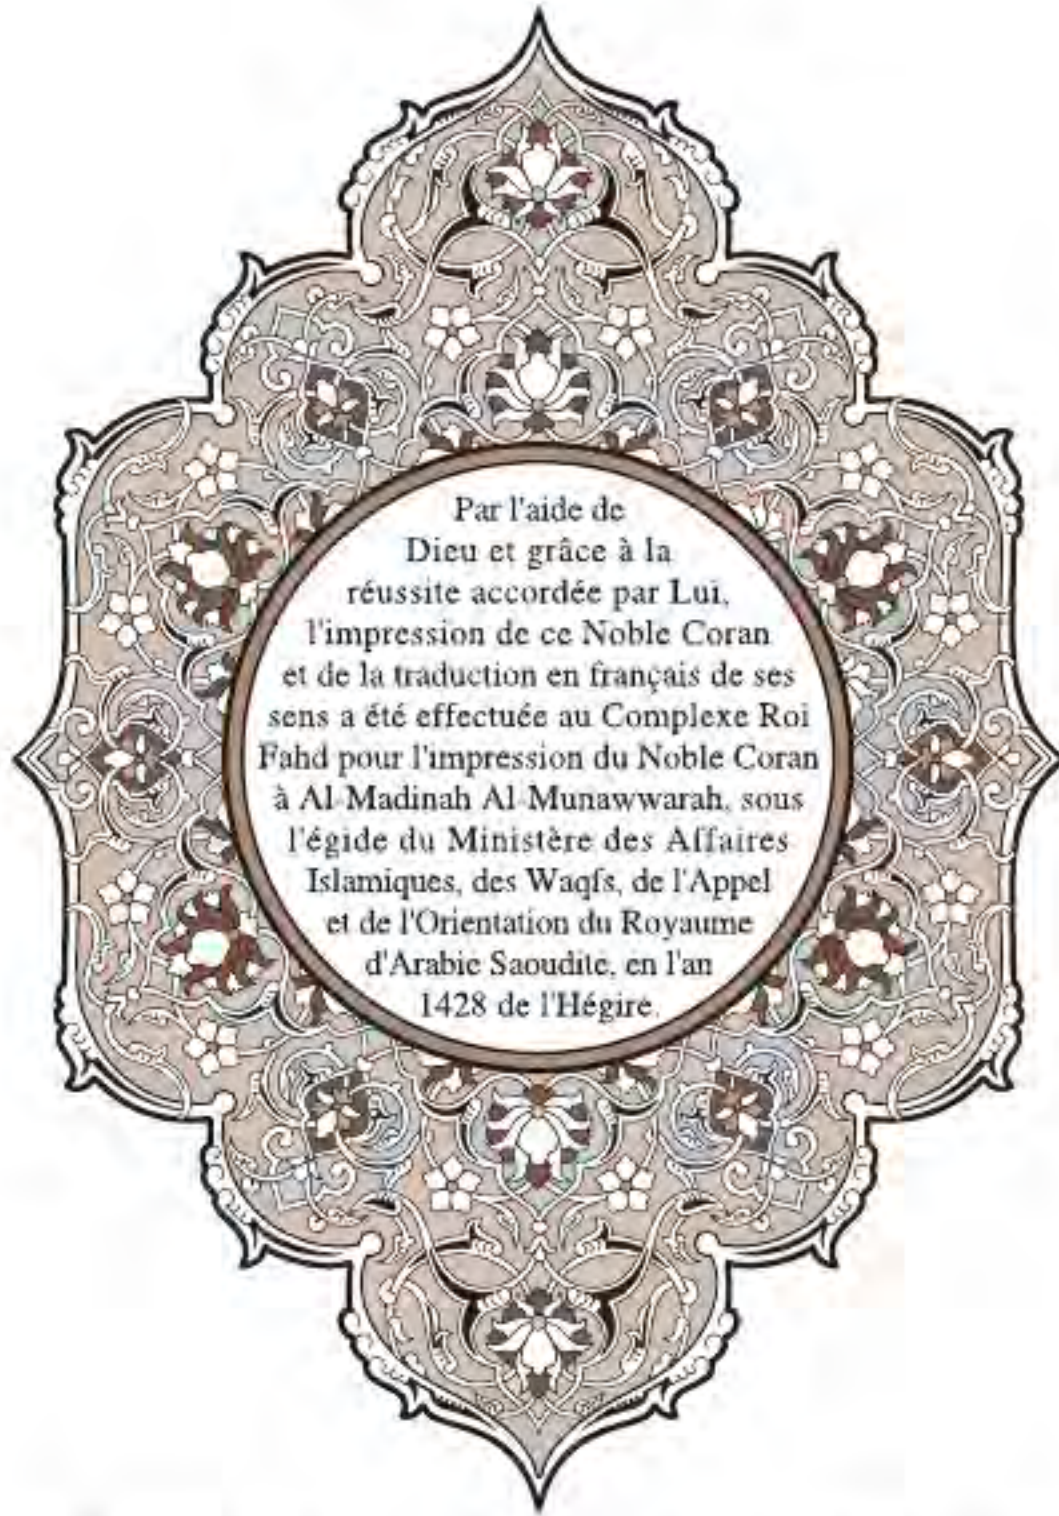 Par l'aide de
Dieu et grâce à la
réussite accordée par Lui,
l'impression de ce Noble Coran
et de la traduction en français de ses
sens a été effectuée au Complexe Roi
Fahd pour l'impression du Noble Coran
à Al-Madinah Al-Munawwarah, sous
l'égide du Ministère des Affaires
Islamiques, des Waqfs, de l'Appel
et de l'Orientation du Royaume
d'Arabie Saoudite, en l'an
1428 de l'Hégire.